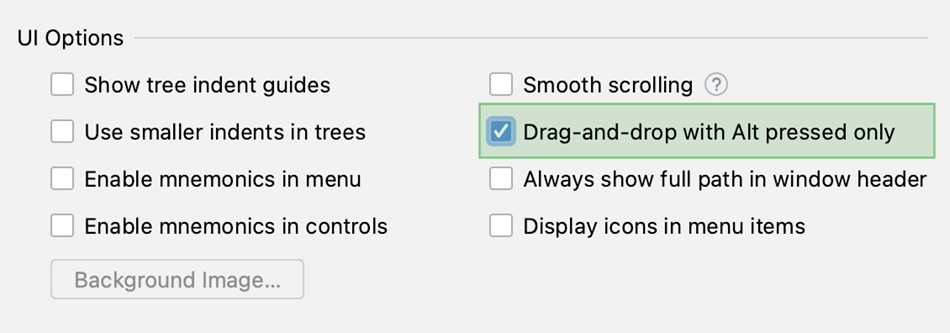 UI Options
Show tree indent guides
Use smaller indents in trees
Enable mnemonics in menu
Enable mnemonics in controls
Background Image...
Smooth scrolling ?
Drag-and-drop with Alt pressed only
Always show full path in window header
Display icons in menu items